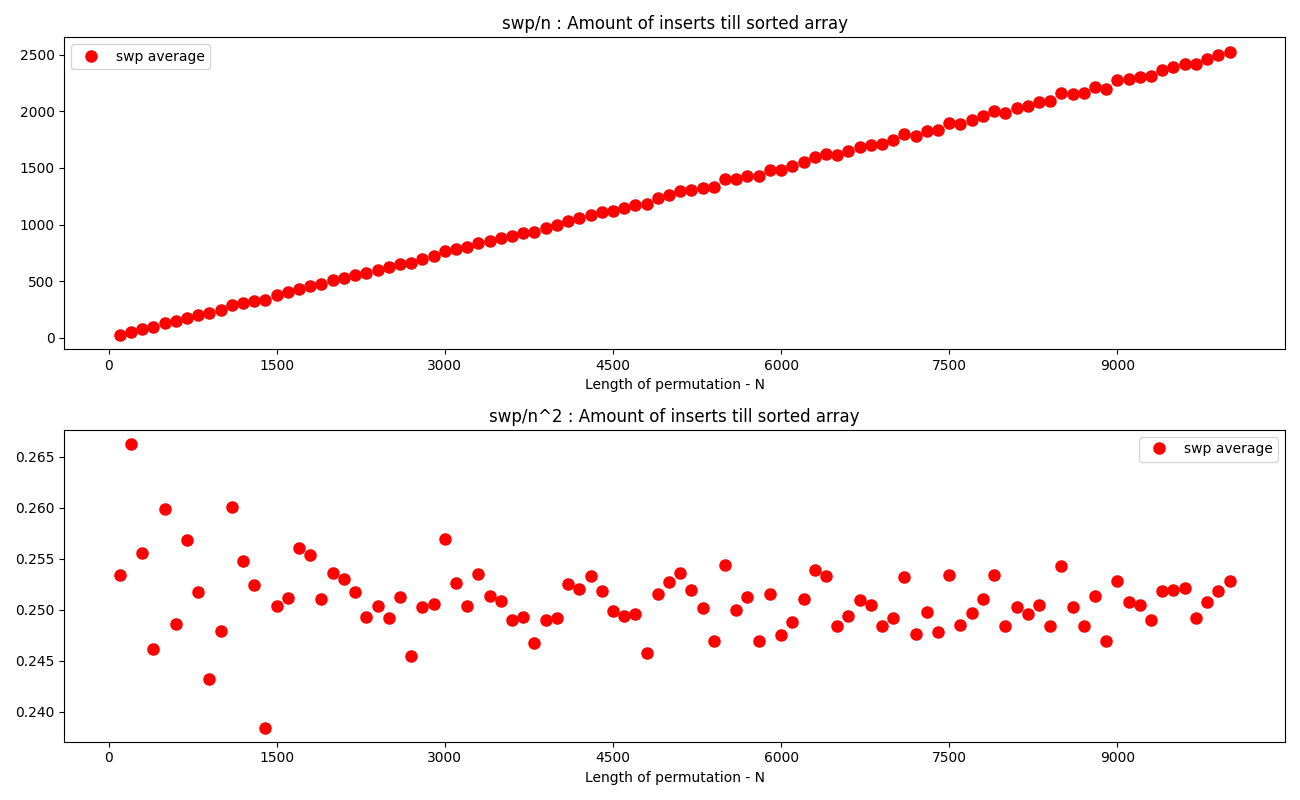 swp/n : Amount of inserts till sorted array
swp average
2500
2000
1500
1000
500
0
0 1500 3000 4500 6000 7500 9000
Length of permutation - N
swp/n^2 : Amount of inserts till sorted array
swp average
0.265
0.260
0.255
0.250
0.245
0.240
0 1500 3000 4500 6000 7500 9000
Length of permutation - N